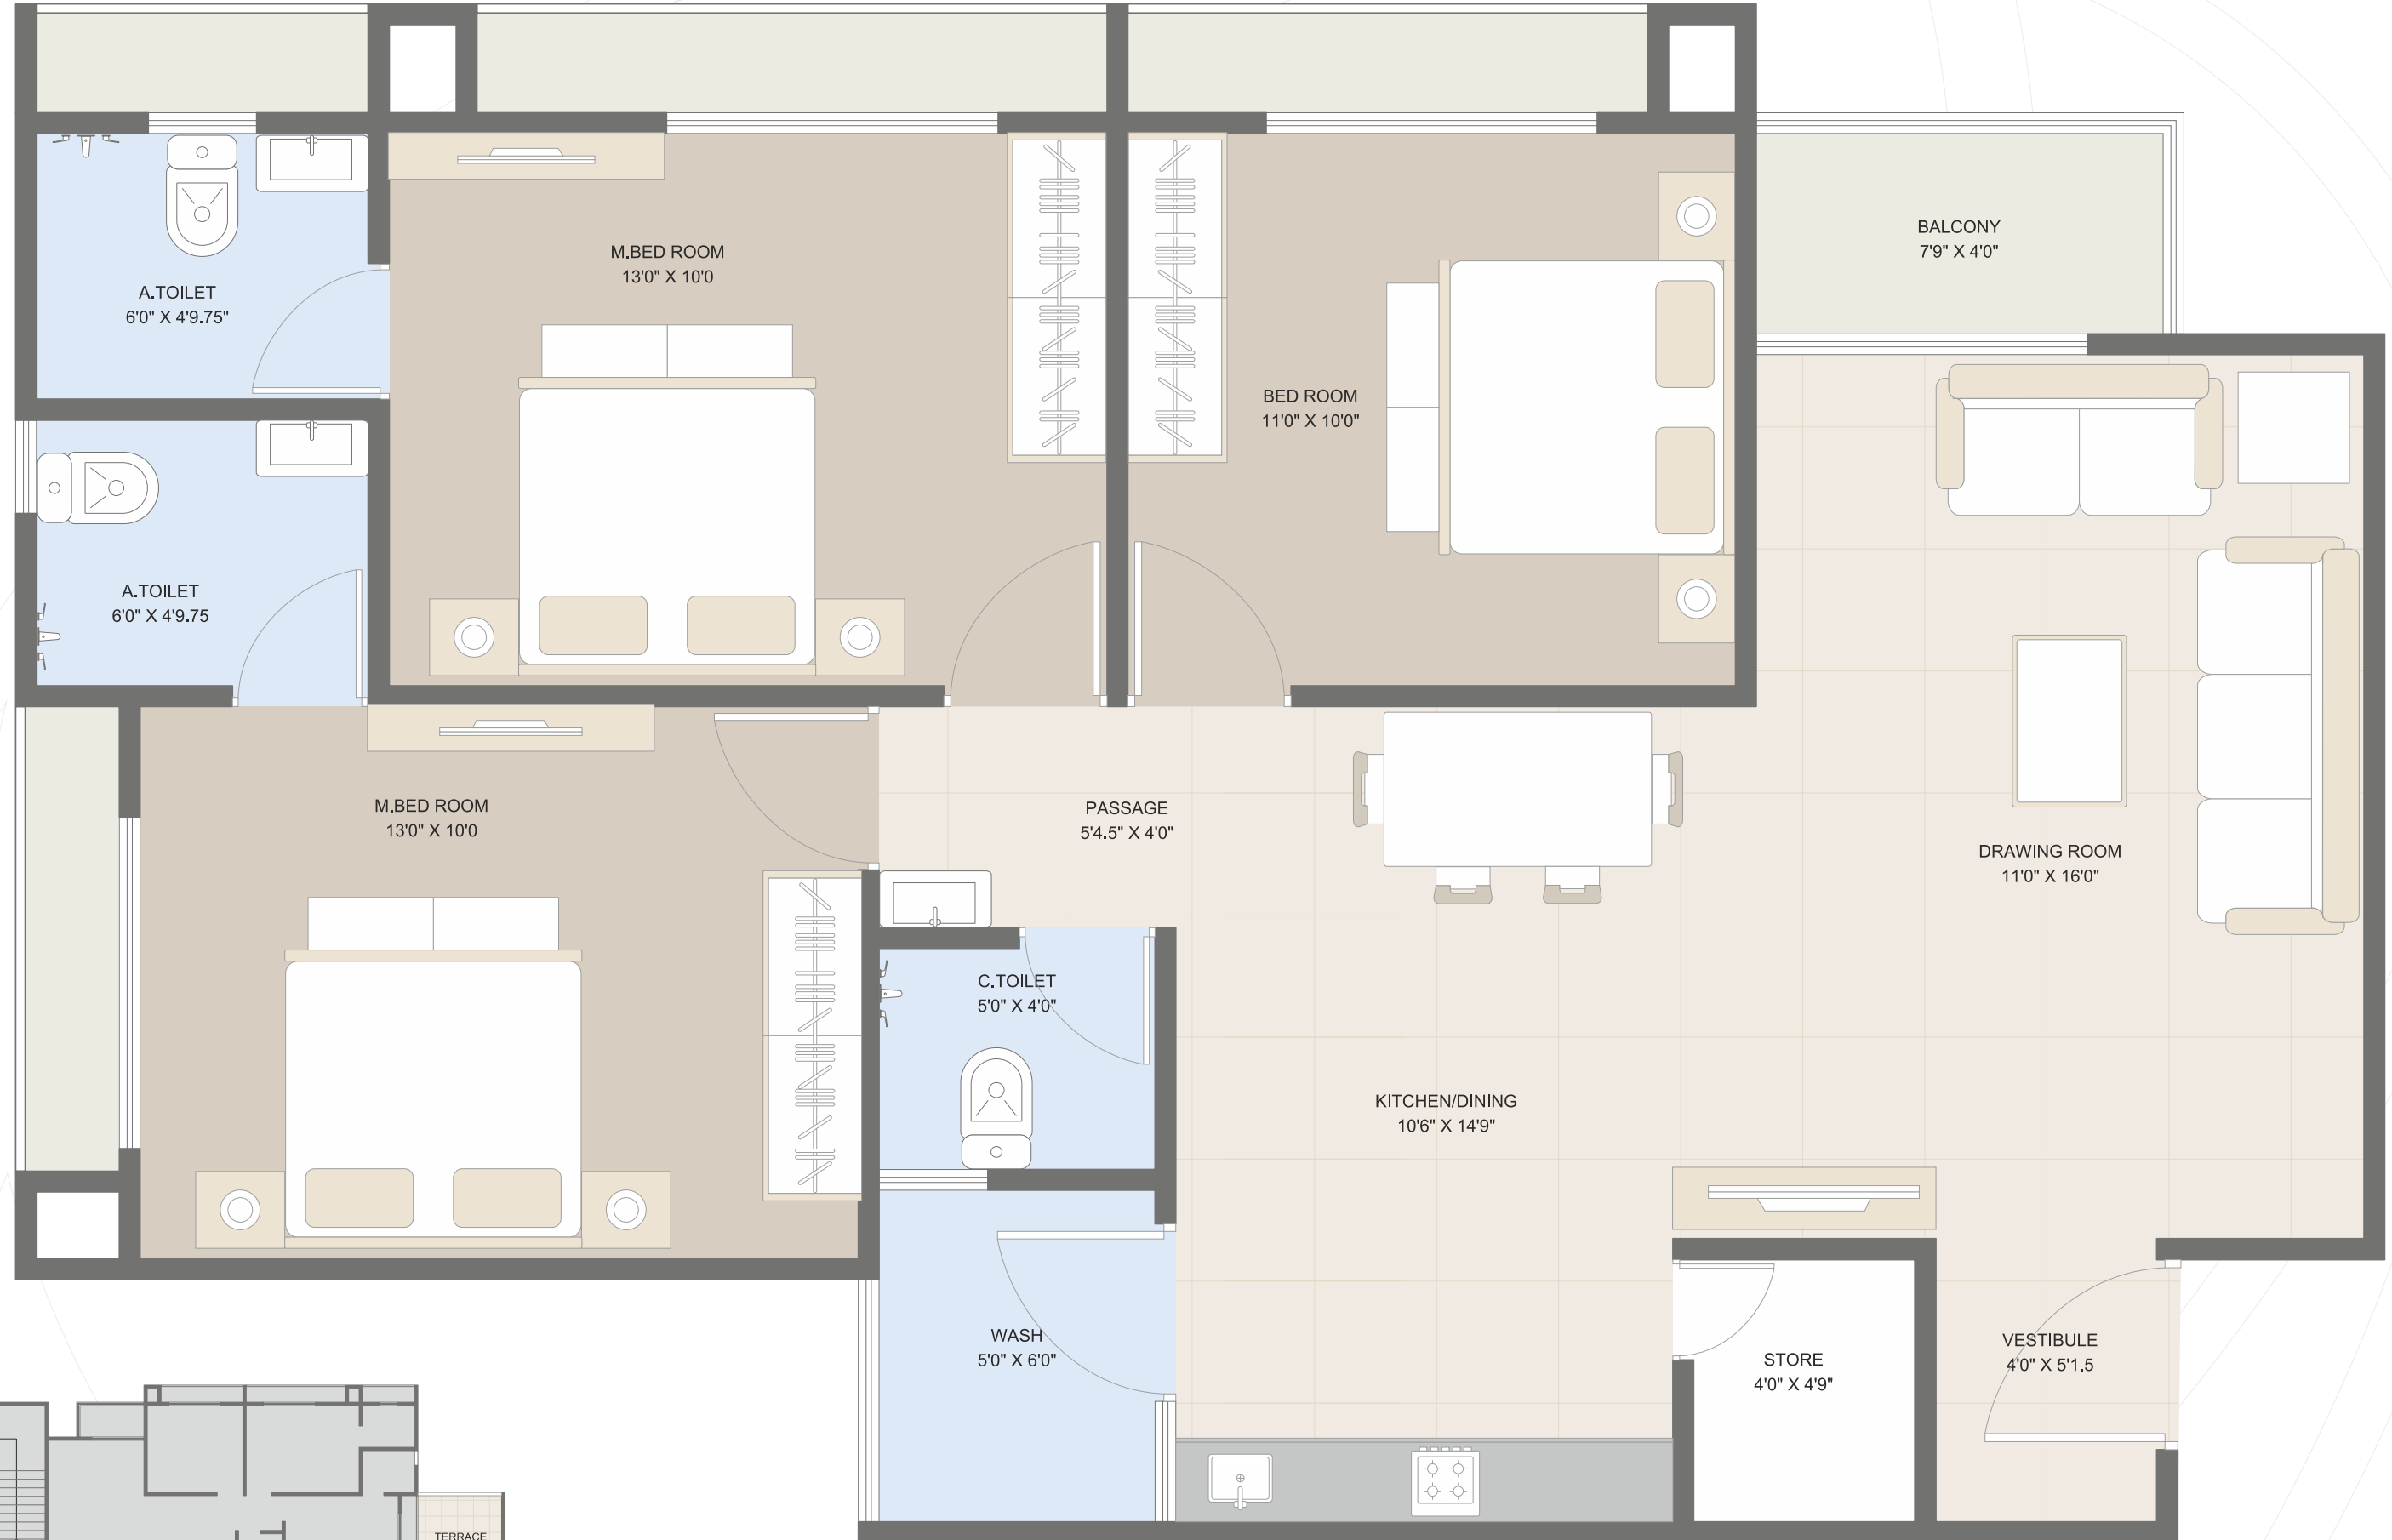 BALCONY
7'9" X 4'0"
M.BED ROOM
13'0" X 10'0
A.TOILET
6'0" X 4'9.75"
BED ROOM
11'0" X 10'0"
A.TOILET
6'0" X 4'9.75
M.BED ROOM
13'0" X 10'0
PASSAGE
5'4.5" X 4'0"
DRAWING ROOM
11'0" X 16'0"
C.TOILET
5'0" X 4'0"
KITCHEN/DINING
10'6" X 14'9"
WASH
5'0" X 6'0"
STORE
4'0" X 4'9"
VESTIBULE
4'0" X 5'1.5
TERRACE